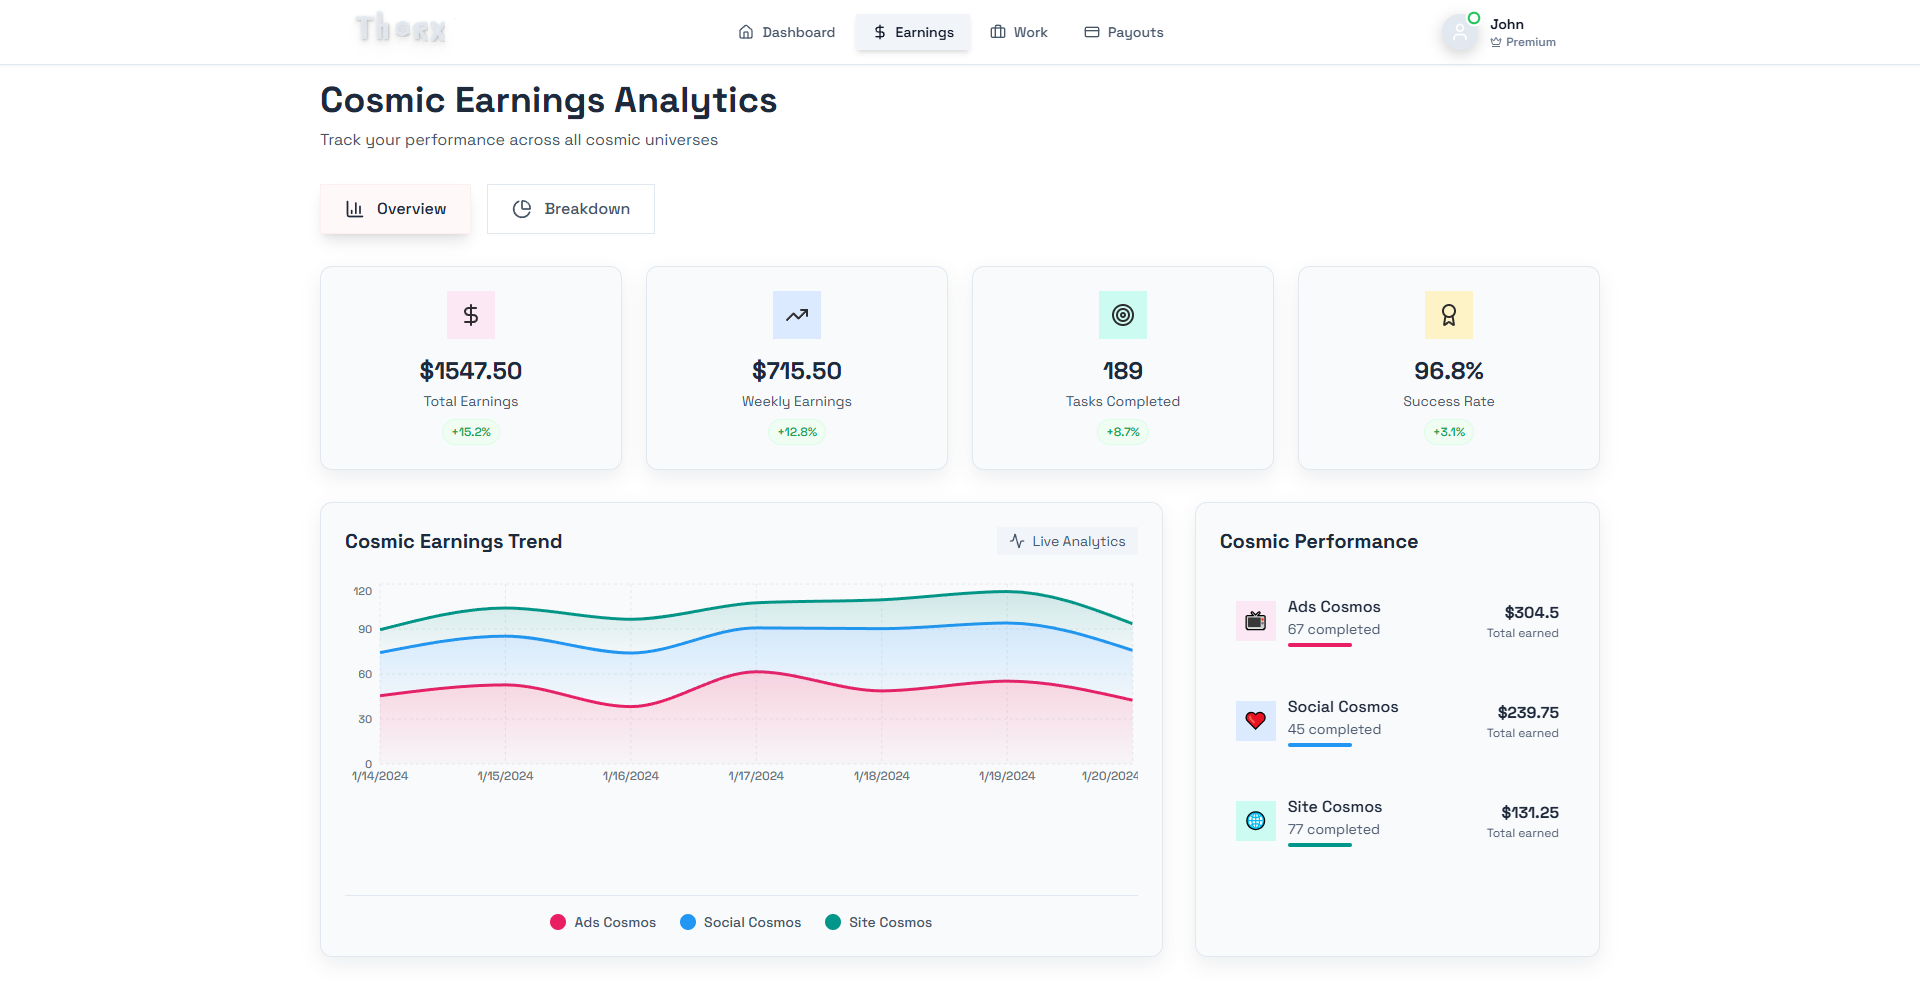 Thorx
Dashboard
Earnings
Work
Payouts
John
Premium
Cosmic Earnings Analytics
Track your performance across all cosmic universes
Overview
Breakdown
$1547.50
Total Earnings
+15.2%
$715.50
Weekly Earnings
+12.8%
189
Tasks Completed
+8.7%
96.8%
Success Rate
+3.1%
Cosmic Earnings Trend
Live Analytics
120
90
60
30
0
1/14/2024
1/15/2024
1/16/2024
1/17/2024
1/18/2024
1/19/2024
1/20/2024
Ads Cosmos
Social Cosmos
Site Cosmos
Cosmic Performance
Ads Cosmos
67 completed
$304.5
Total earned
Social Cosmos
45 completed
$239.75
Total earned
Site Cosmos
77 completed
$131.25
Total earned